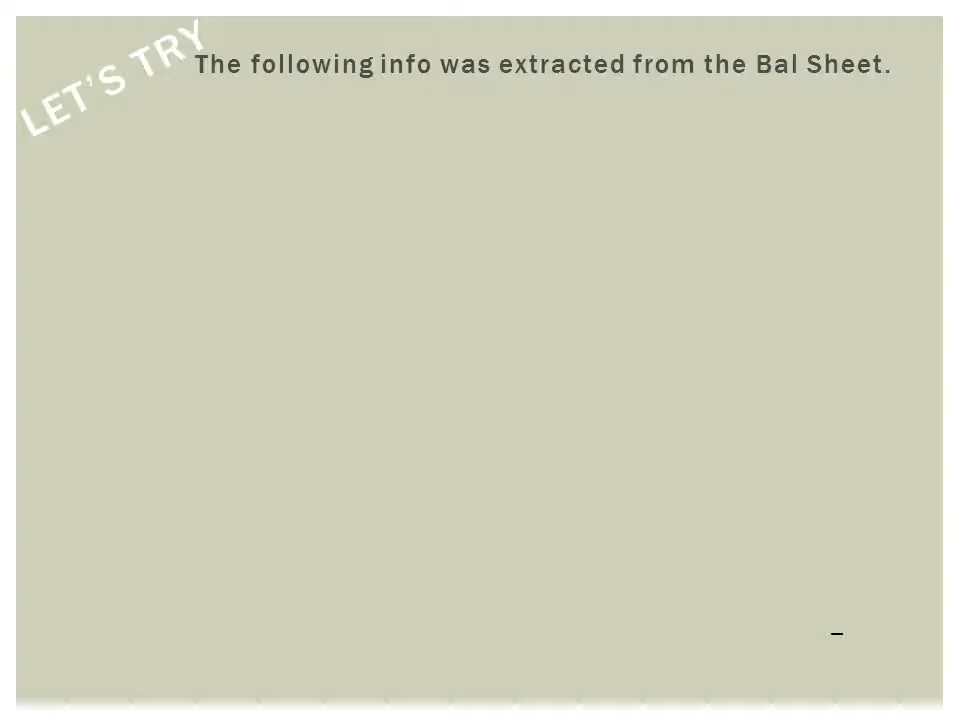 LET'S TRY
The following info was extracted from the Bal Sheet.
–